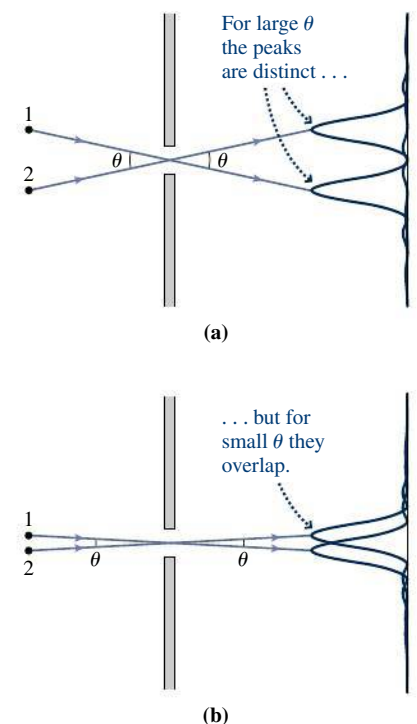 For large θ
the peaks
are distinct . . .
1
θ
θ
2
(a)
. . . but for
small θ they
overlap.
1
2
θ
θ
(b)